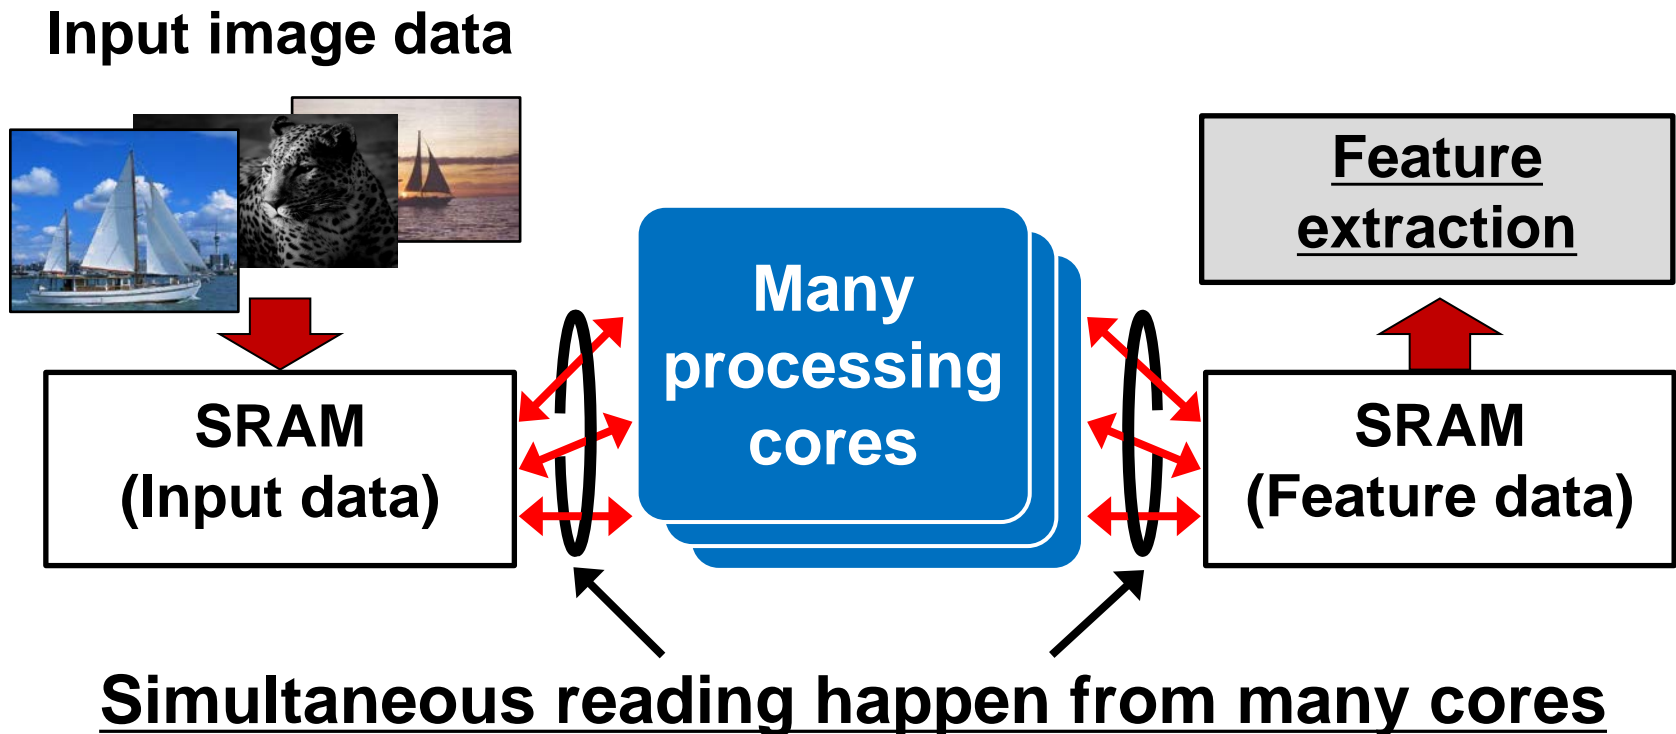 Input image data
Feature
extraction
Many
processing
cores
SRAM
(Input data)
SRAM
(Feature data)
Simultaneous reading happen from many cores